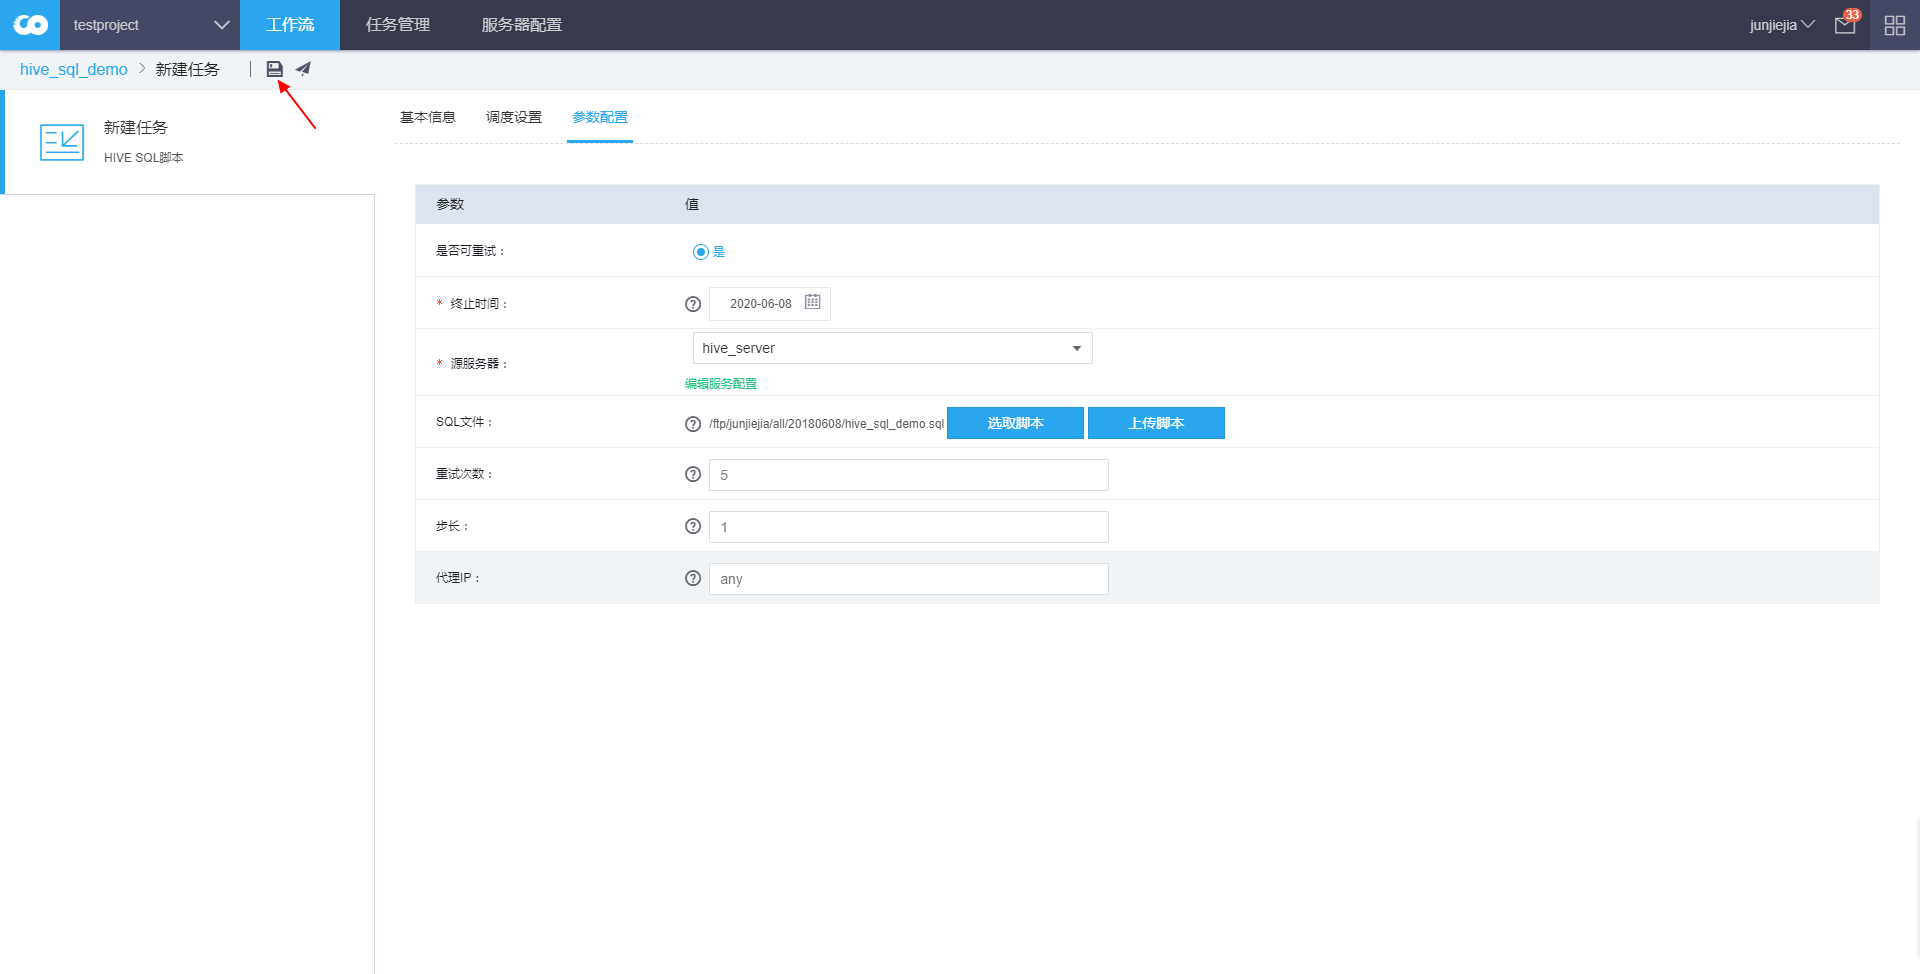 testproject 工作流 任务管理 服务器配置 junjiejia 33
hive_sql_demo > 新建任务
新建任务
HIVE SQL脚本
基本信息 调度设置 参数配置
参数 值
是否可重试： 是
* 终止时间： 2020-06-08
* 源服务器： hive_server
编辑服务配置
SQL文件： /ftp/junjiejia/all/20180608/hive_sql_demo.sql 选取脚本 上传脚本
重试次数： 5
步长： 1
代理IP： any